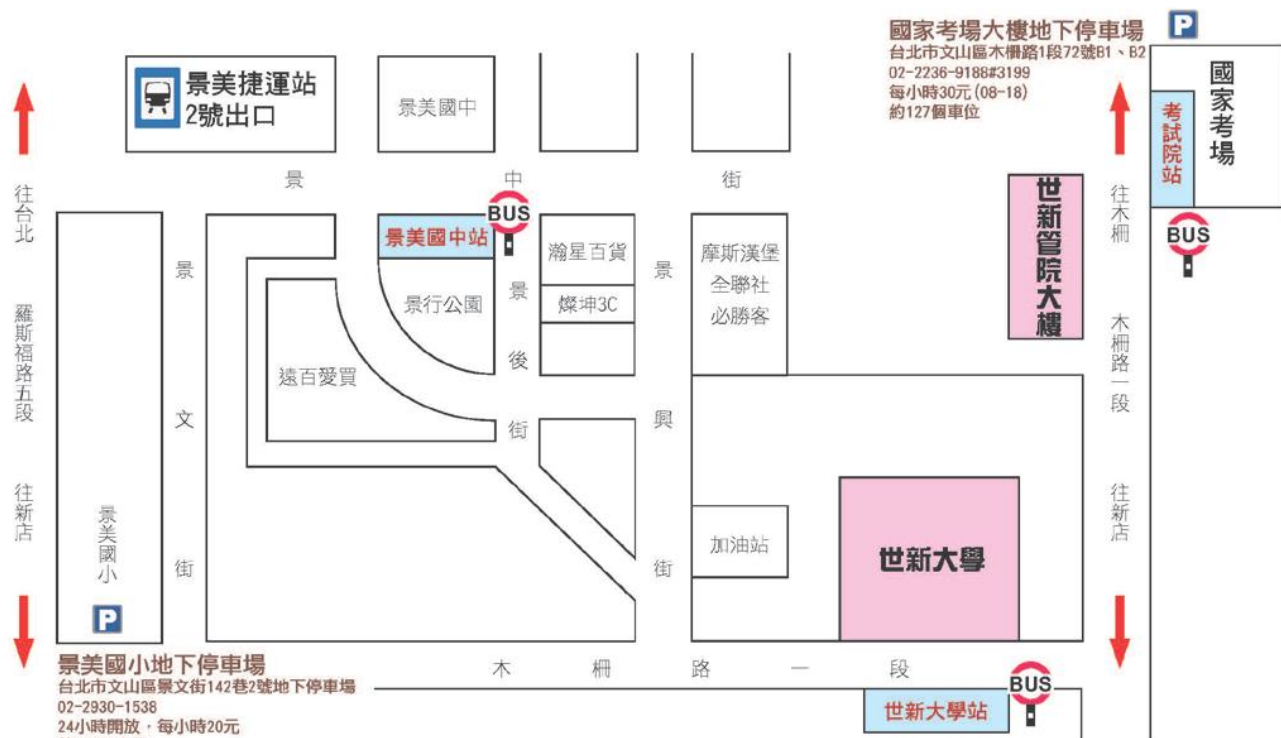 國家考場大樓地下停車場
台北市文山區木柵路1段72號B1、B2
02-2236-9188#3199
每小時30元(08-18)
約127個車位
P
國家考場
考試院站
BUS
景美捷運站
2號出口
景美國中
景中街
往台北
羅斯福路五段
往新店
景文街
景美國中站
BUS
景行公園
遠百愛買
景後街
瀚星百貨
燦坤3C
景興街
摩斯漢堡
全聯社
必勝客
世新管院大樓
往木柵
木柵路一段
往新店
景美國小
P
加油站
世新大學
木柵路一段
景美國小地下停車場
台北市文山區景文街142巷2號地下停車場
02-2930-1538
24小時開放，每小時20元
世新大學站
BUS